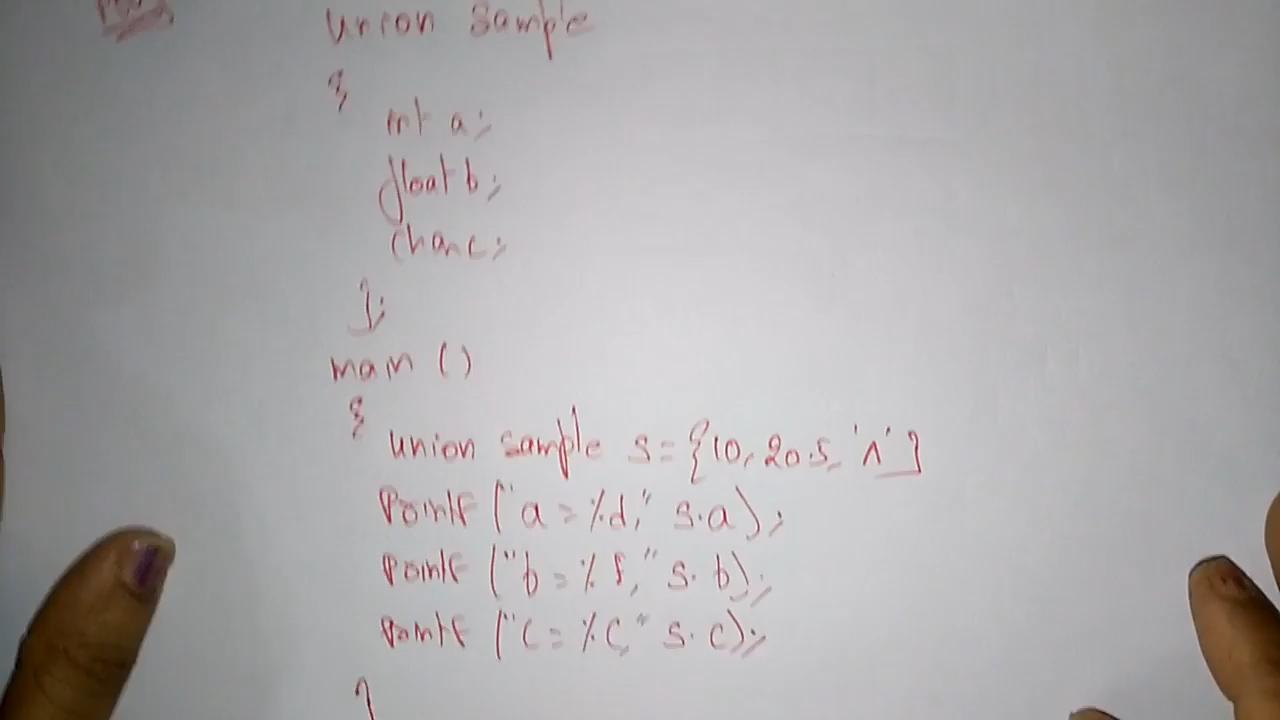 union sample
{
int a;
float b;
char c;
};
main ()
{
union sample s = {10, 20.5, 'A' }
printf ("a = %d," s.a);
printf ("b = %f," s.b);
printf ("c = %c," s.c);
}